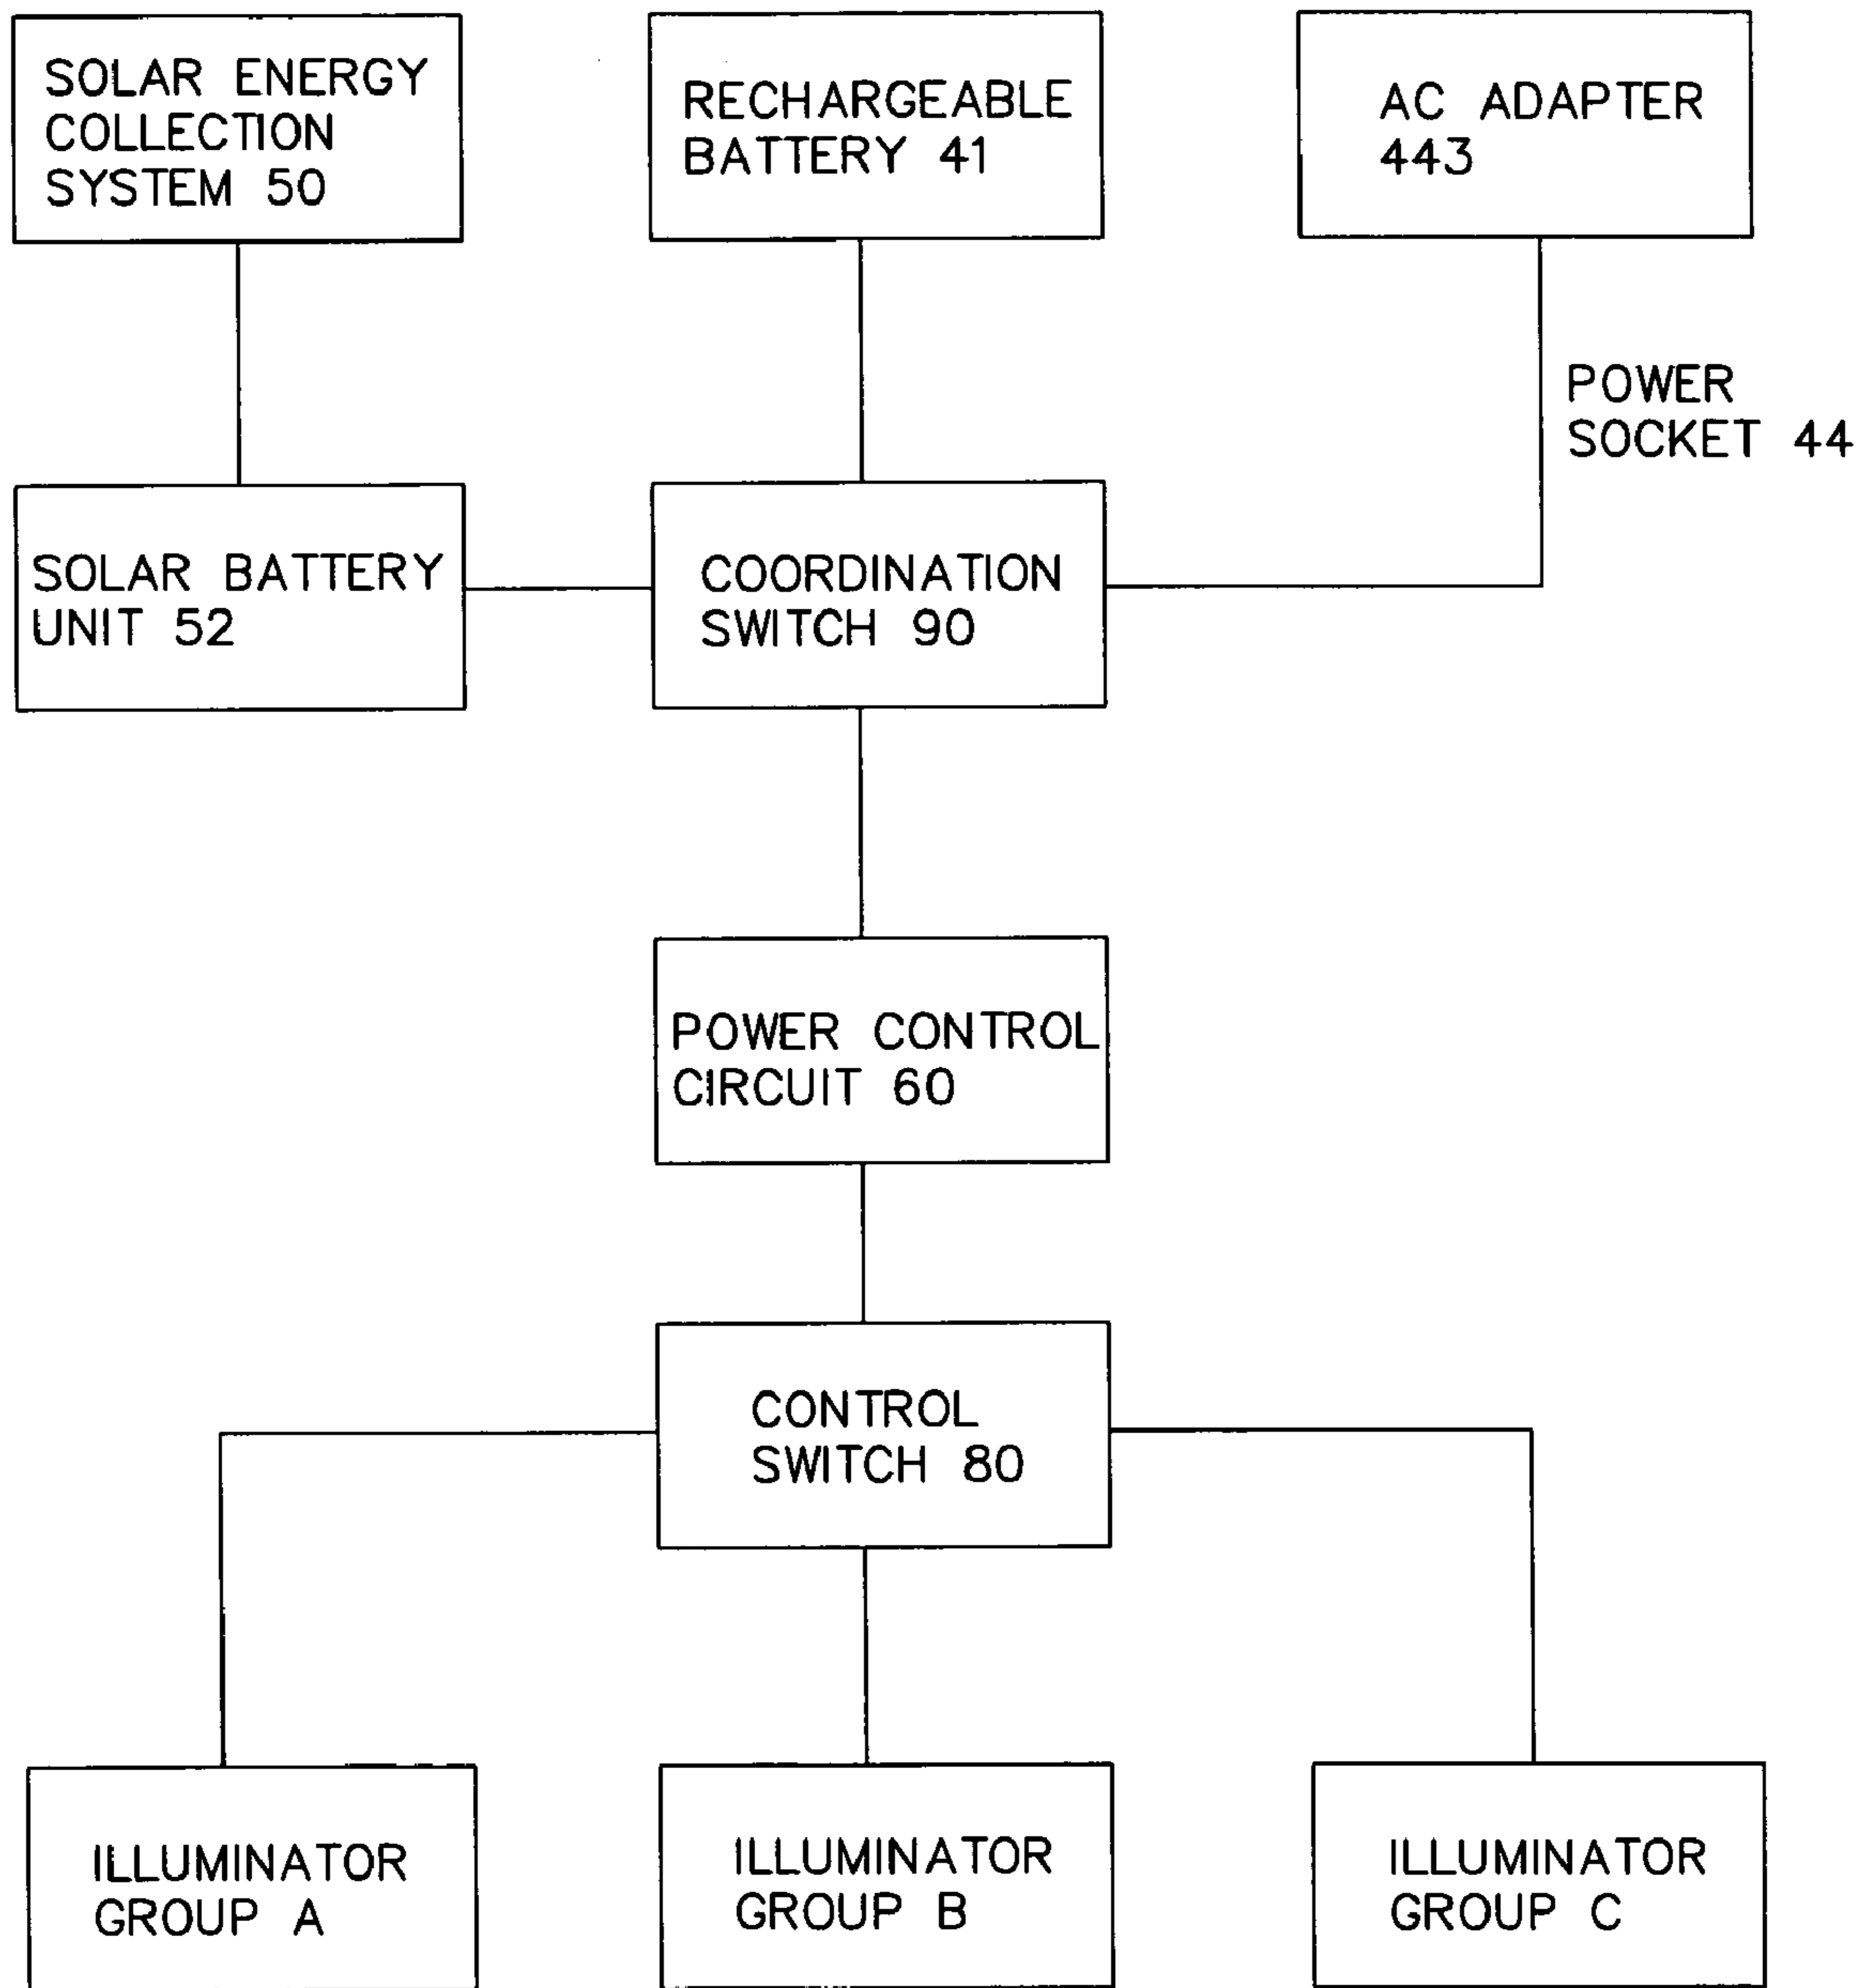 SOLAR ENERGY
COLLECTION
SYSTEM 50
RECHARGEABLE
BATTERY 41
AC ADAPTER
443
POWER
SOCKET 44
SOLAR BATTERY
UNIT 52
COORDINATION
SWITCH 90
POWER CONTROL
CIRCUIT 60
CONTROL
SWITCH 80
ILLUMINATOR
GROUP A
ILLUMINATOR
GROUP B
ILLUMINATOR
GROUP C